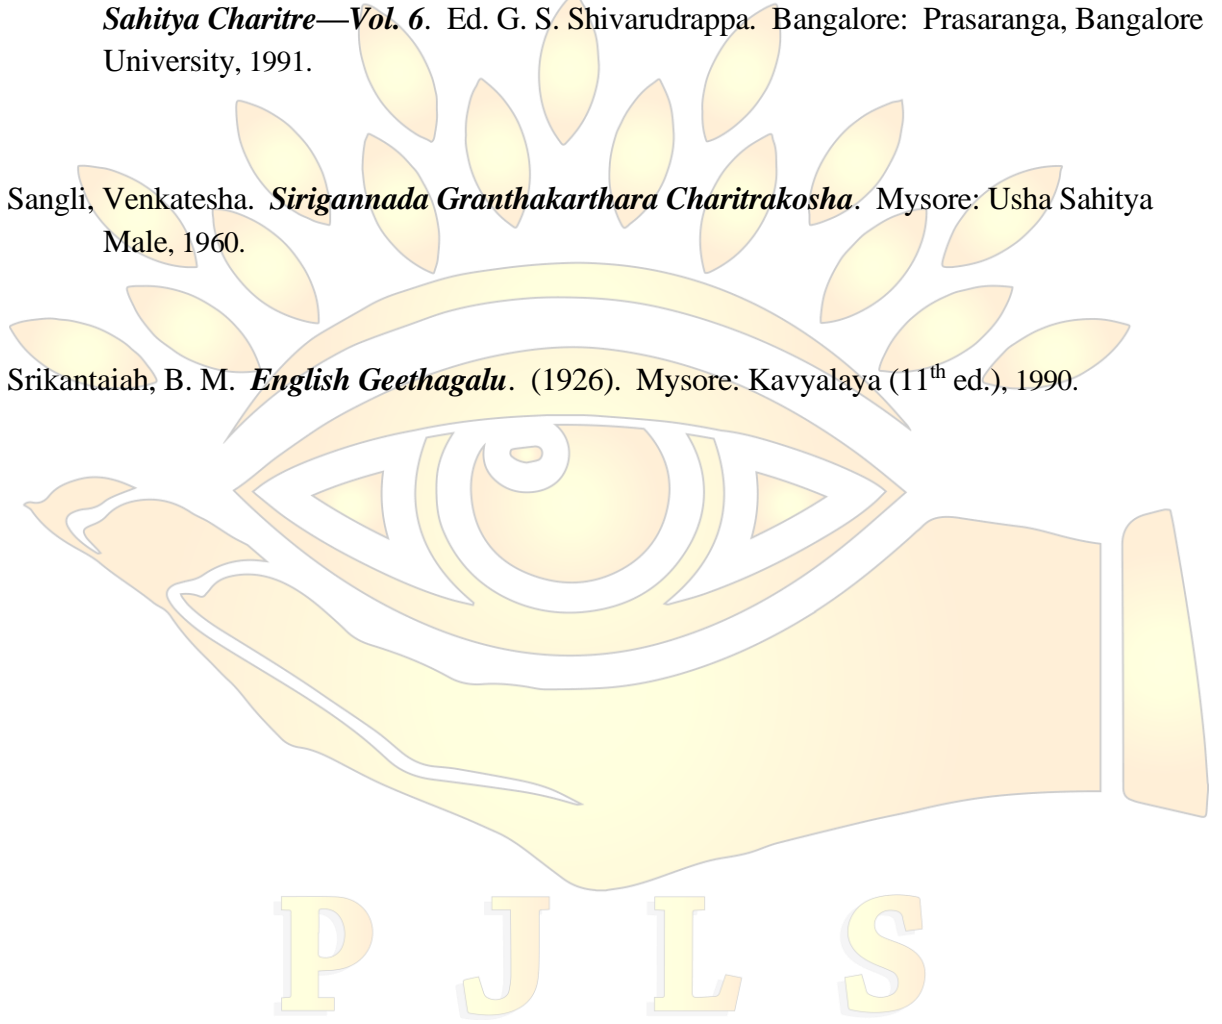 Sahitya Charitre—Vol. 6. Ed. G. S. Shivarudrappa. Bangalore: Prasaranga, Bangalore
University, 1991.
Sangli, Venkatesha. Sirigannada Granthakarthara Charitrakosha. Mysore: Usha Sahitya
Male, 1960.
Srikantaiah, B. M. English Geethagalu. (1926). Mysore: Kavyalaya (11th ed.), 1990.
P J L S